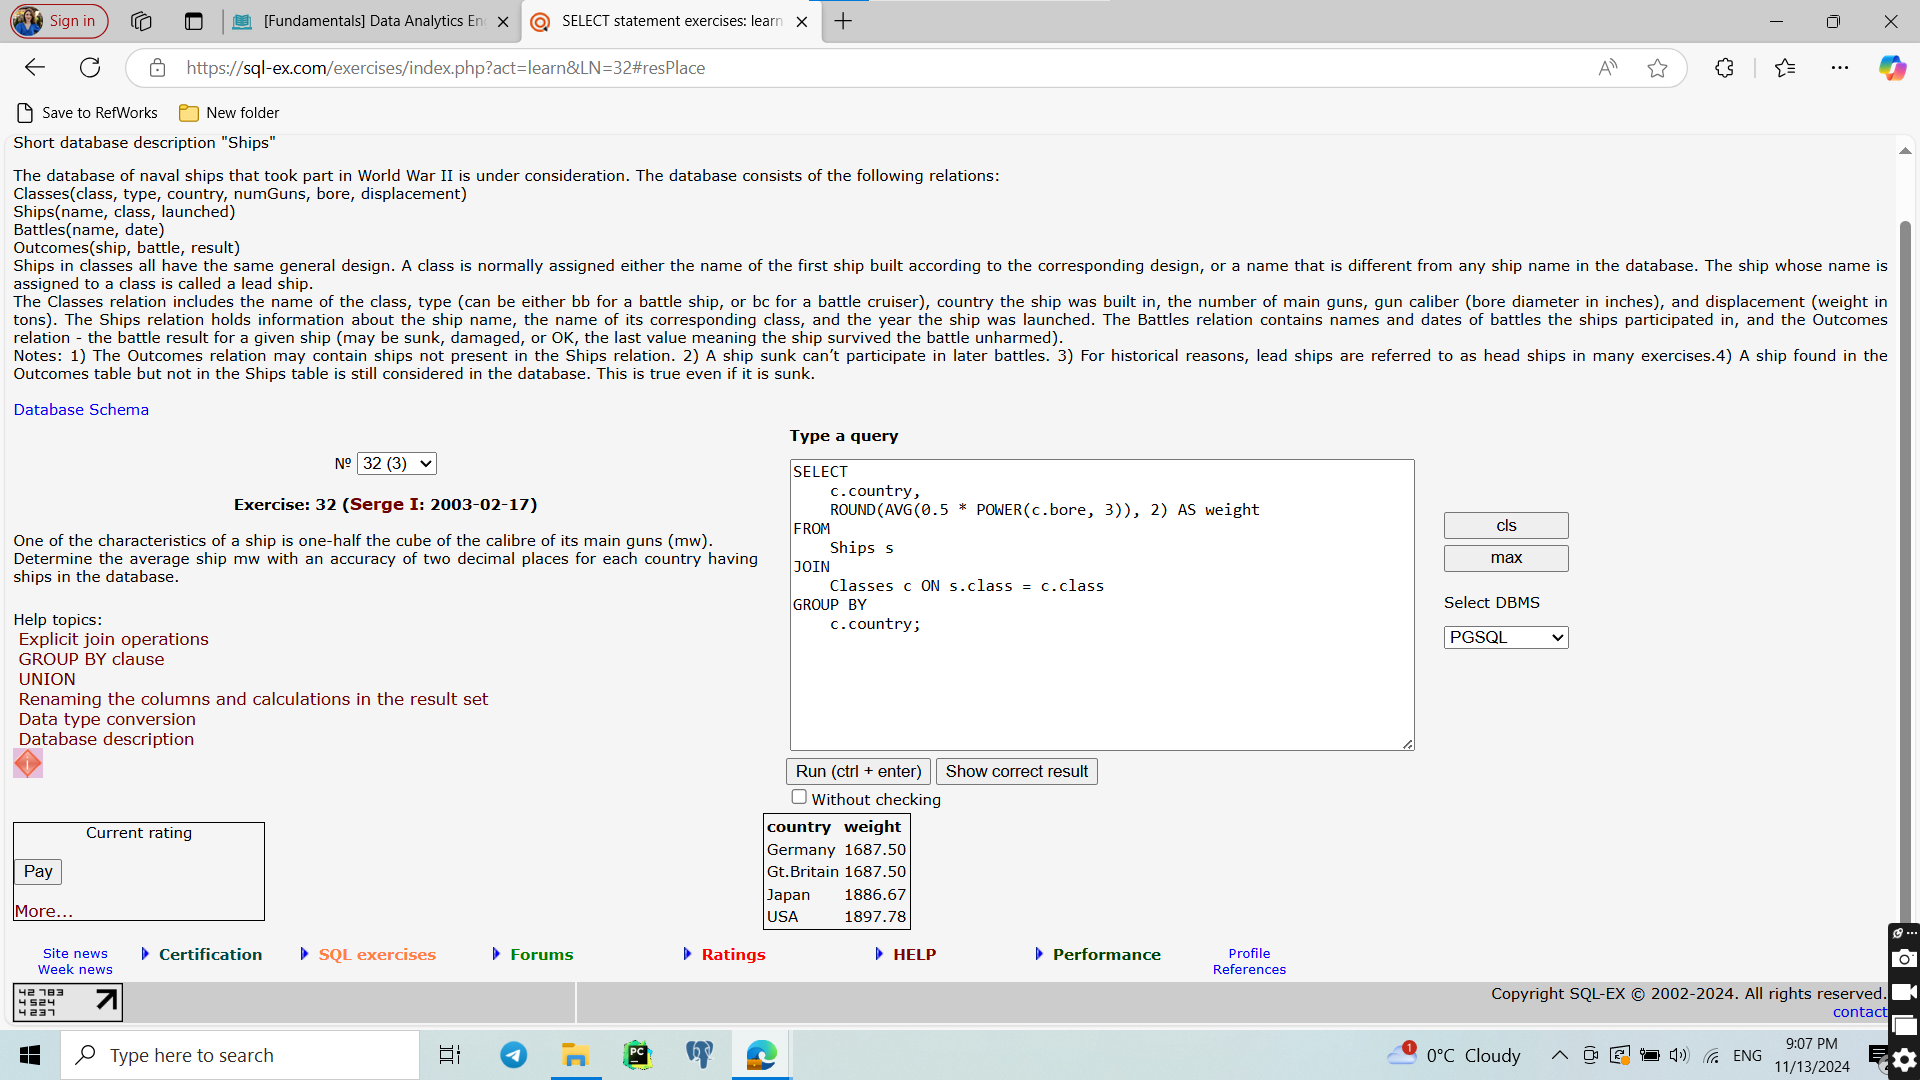 Sign in
[Fundamentals] Data Analytics En
SELECT statement exercises: learn
https://sql-ex.com/exercises/index.php?act=learn&LN=32#resPlace
Save to RefWorks
New folder
Short database description "Ships"
The database of naval ships that took part in World War II is under consideration. The database consists of the following relations:
Classes(class, type, country, numGuns, bore, displacement)
Ships(name, class, launched)
Battles(name, date)
Outcomes(ship, battle, result)
Ships in classes all have the same general design. A class is normally assigned either the name of the first ship built according to the corresponding design, or a name that is different from any ship name in the database. The ship whose name is
assigned to a class is called a lead ship.
The Classes relation includes the name of the class, type (can be either bb for a battle ship, or bc for a battle cruiser), country the ship was built in, the number of main guns, gun caliber (bore diameter in inches), and displacement (weight in
tons). The Ships relation holds information about the ship name, the name of its corresponding class, and the year the ship was launched. The Battles relation contains names and dates of battles the ships participated in, and the Outcomes
relation - the battle result for a given ship (may be sunk, damaged, or OK, the last value meaning the ship survived the battle unharmed).
Notes: 1) The Outcomes relation may contain ships not present in the Ships relation. 2) A ship sunk can’t participate in later battles. 3) For historical reasons, lead ships are referred to as head ships in many exercises.4) A ship found in the
Outcomes table but not in the Ships table is still considered in the database. This is true even if it is sunk.
Database Schema
№ 32 (3)
Exercise: 32 (Serge I: 2003-02-17)
One of the characteristics of a ship is one-half the cube of the calibre of its main guns (mw).
Determine the average ship mw with an accuracy of two decimal places for each country having
ships in the database.
Help topics:
Explicit join operations
GROUP BY clause
UNION
Renaming the columns and calculations in the result set
Data type conversion
Database description
Type a query
SELECT
c.country,
ROUND(AVG(0.5 * POWER(c.bore, 3)), 2) AS weight
FROM
Ships s
JOIN
Classes c ON s.class = c.class
GROUP BY
c.country;
cls
max
Select DBMS
PGSQL
Run (ctrl + enter)
Show correct result
Without checking
country weight
Germany 1687.50
Gt.Britain 1687.50
Japan 1886.67
USA 1897.78
Current rating
Pay
More...
Site news
Week news
Certification
SQL exercises
Forums
Ratings
HELP
Performance
Profile
References
42 783
4 524
4 237
Copyright SQL-EX © 2002-2024. All rights reserved.
contact
Type here to search
PC
1
0°C Cloudy
ENG
9:07 PM
11/13/2024